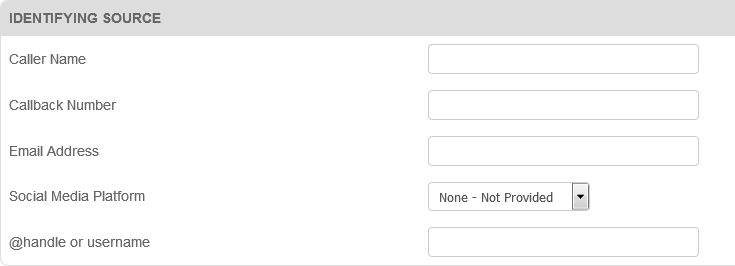 IDENTIFYING SOURCE
Caller Name
Callback Number
Email Address
Social Media Platform None - Not Provided
@handle or username